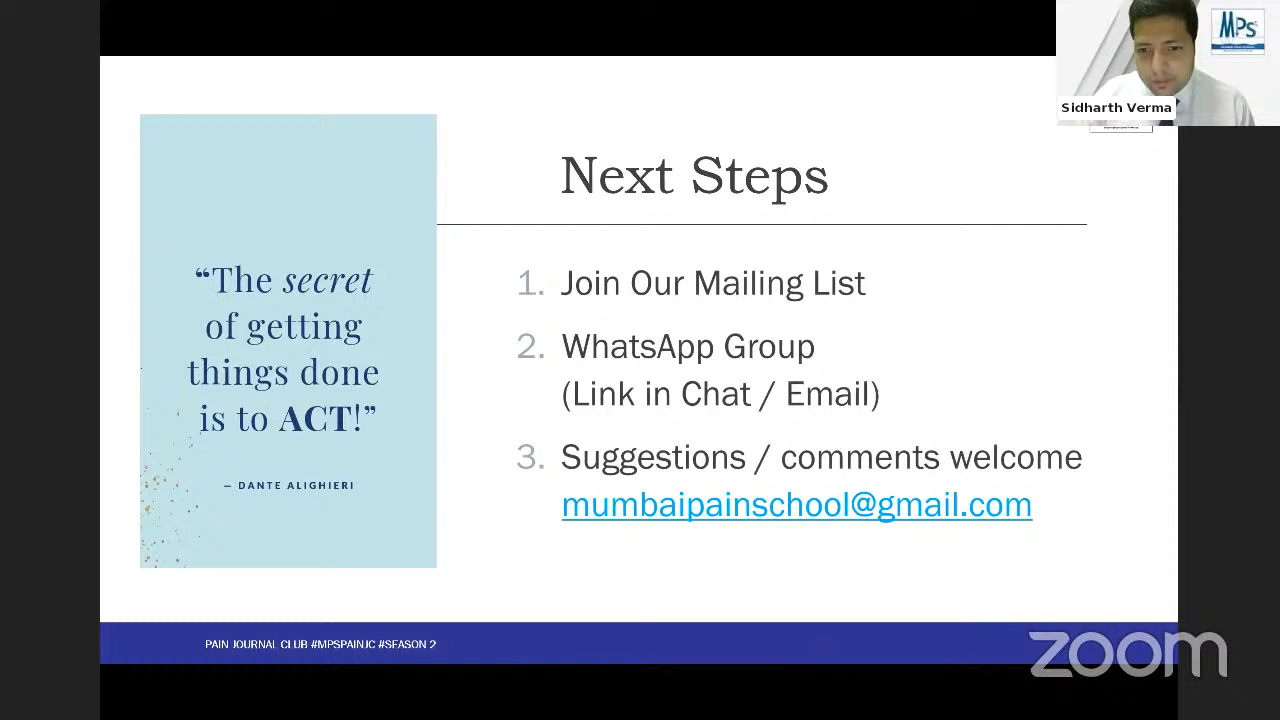 MPS
Sidharth Verma
Next Steps
“The secret
of getting
things done
is to ACT!”
– DANTE ALIGHIERI
1. Join Our Mailing List
2. WhatsApp Group
(Link in Chat / Email)
3. Suggestions / comments welcome
mumbaipainschool@gmail.com
PAIN JOURNAL CLUB #MPSPAINJC #SEASON 2
zoom